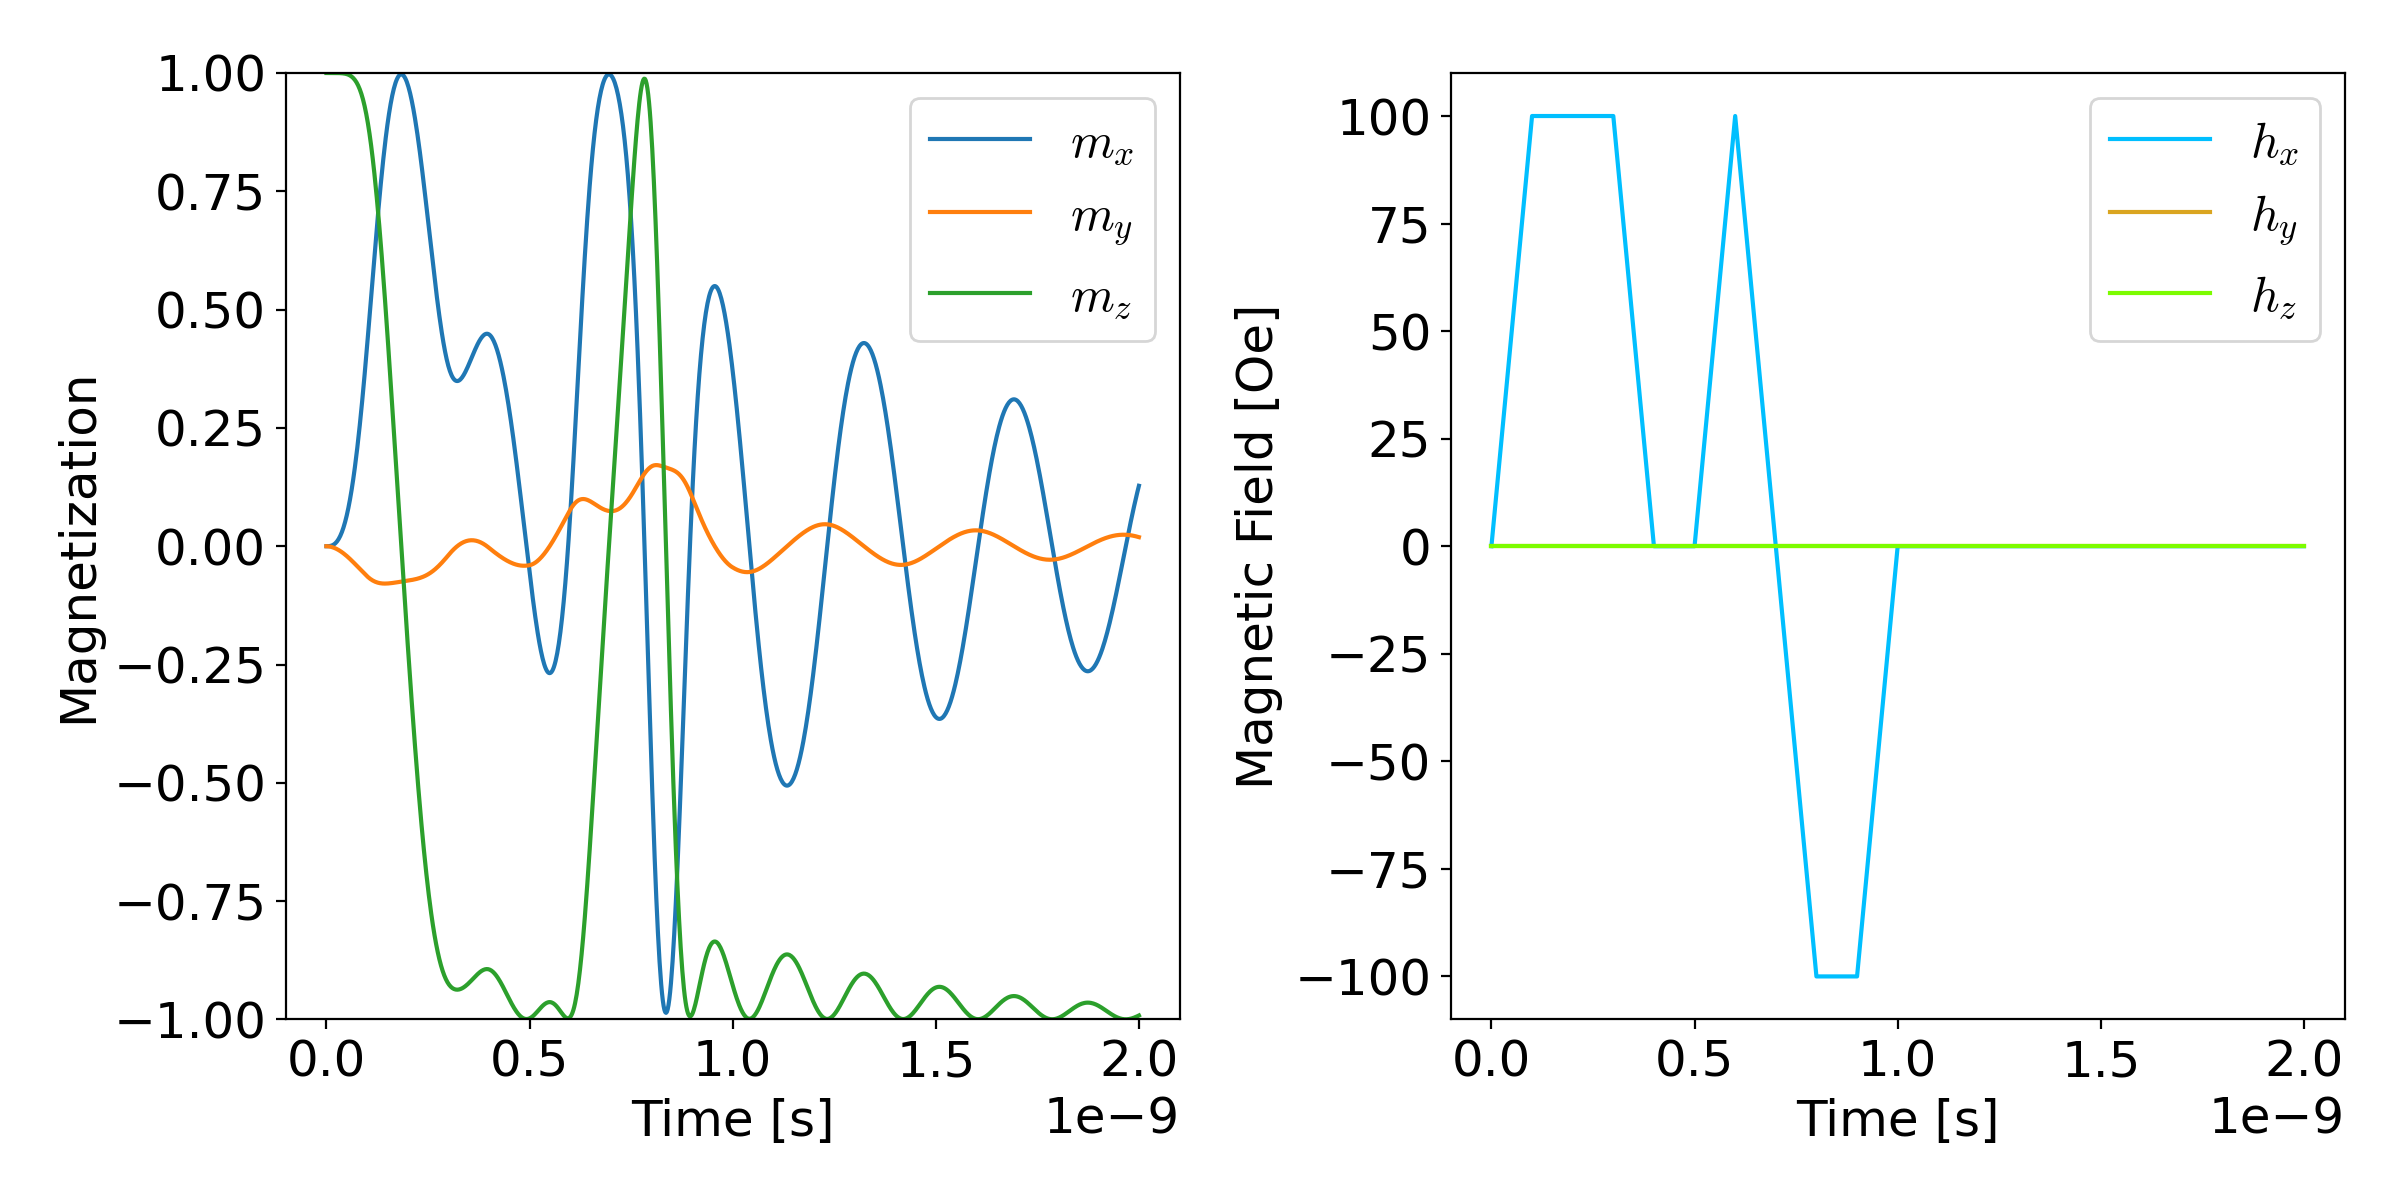 1.00
0.75
0.50
0.25
0.00
−0.25
−0.50
−0.75
−1.00
Magnetization
m_x
m_y
m_z
0.0 0.5 1.0 1.5 2.0
Time [s]
1e−9
100
75
50
25
0
−25
−50
−75
−100
Magnetic Field [Oe]
h_x
h_y
h_z
0.0 0.5 1.0 1.5 2.0
Time [s]
1e−9